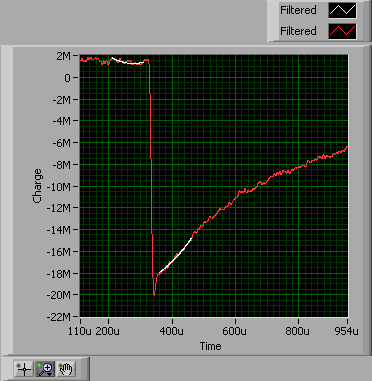 Filtered
Filtered
2M
0
-2M
-4M
-6M
-8M
-10M
-12M
-14M
-16M
-18M
-20M
-22M
Charge
110u 200u 400u 600u 800u 954u
Time